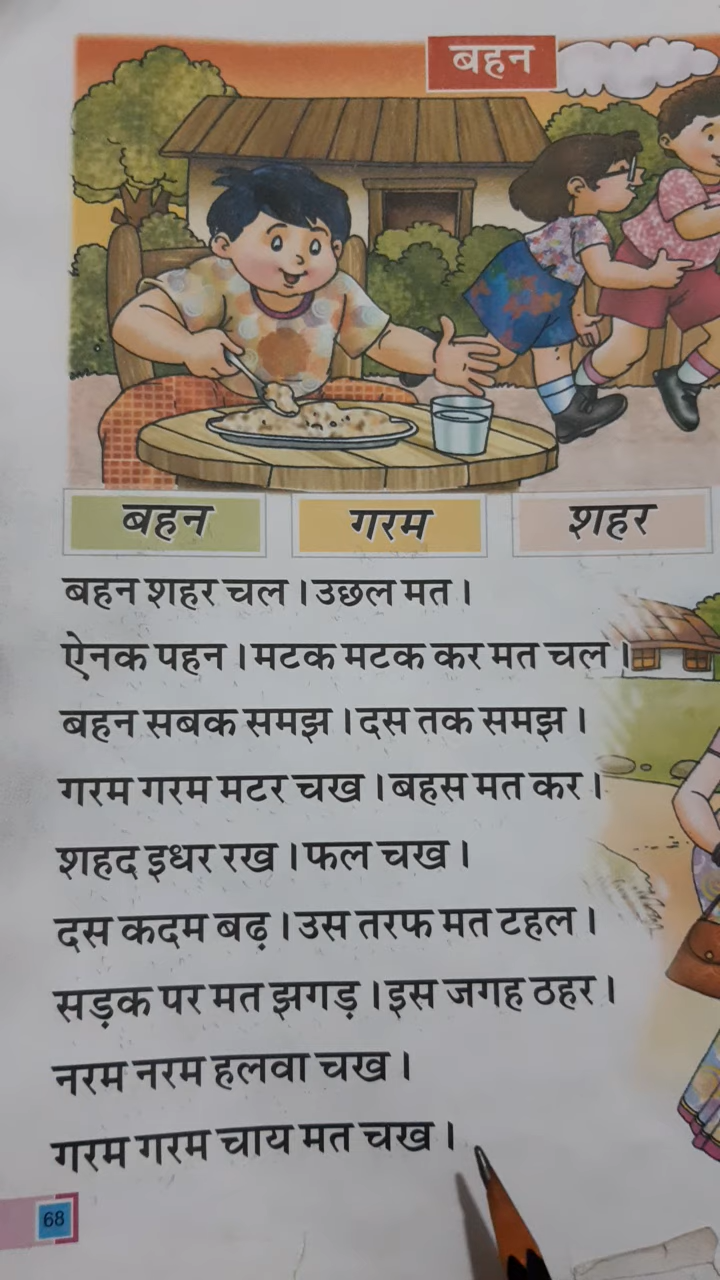 बहन
बहन गरम शहर
बहन शहर चल । उछल मत ।
ऐनक पहन । मटक मटक कर मत चल ।
बहन सबक समझ । दस तक समझ ।
गरम गरम मटर चख । बहस मत कर ।
शहद इधर रख । फल चख ।
दस कदम बढ़ । उस तरफ मत टहल ।
सड़क पर मत झगड़ । इस जगह ठहर ।
नरम नरम हलवा चख ।
गरम गरम चाय मत चख ।
68